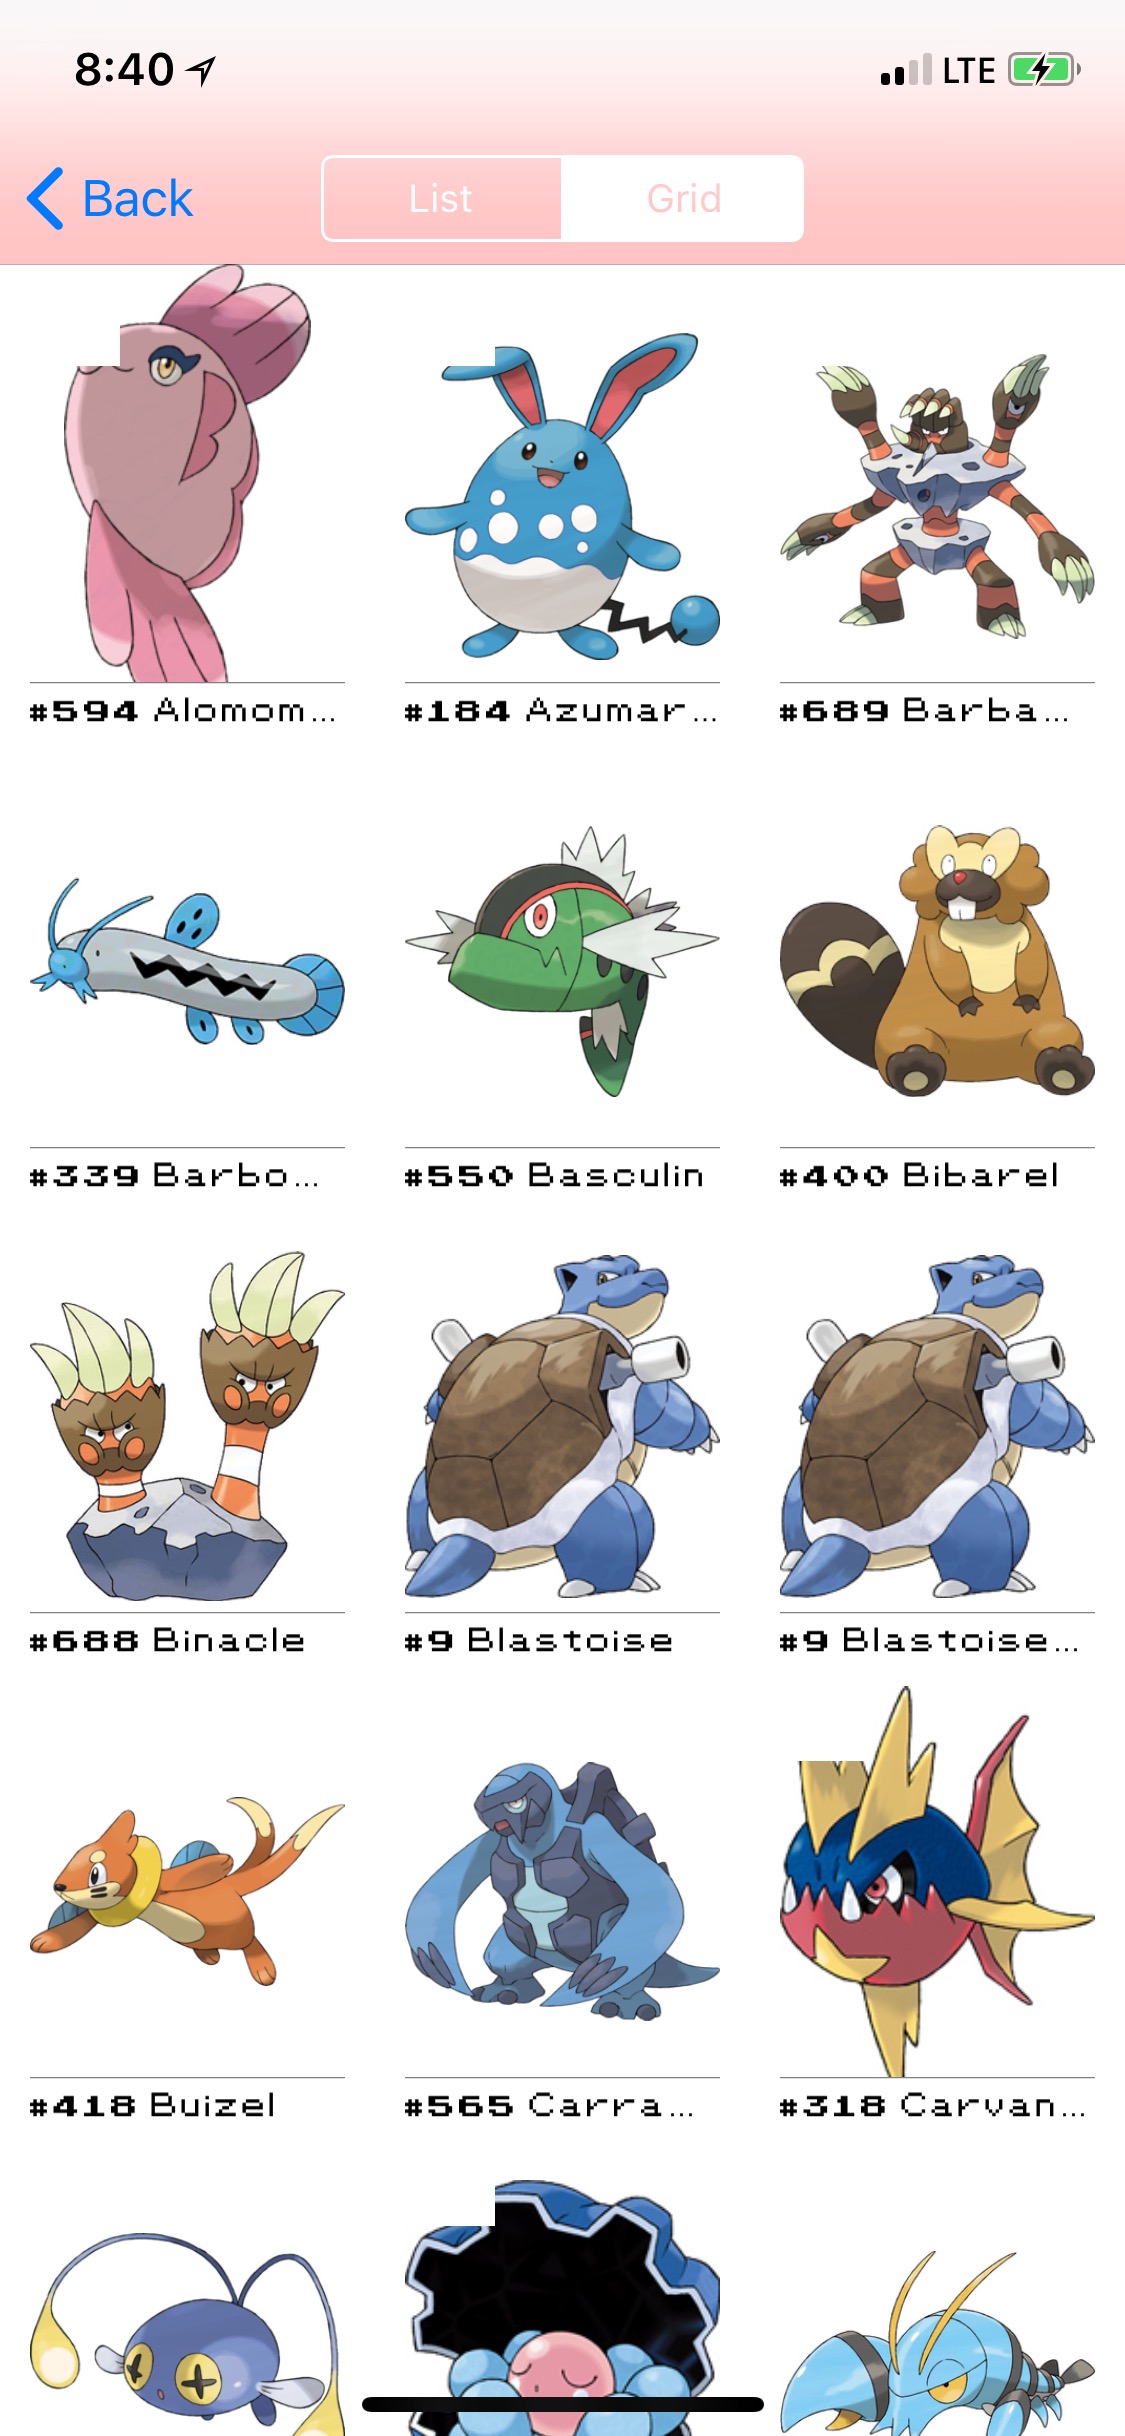 8:40 LTE
Back List Grid
#594 Alomom... #184 Azumar... #689 Barba...
#339 Barbo... #550 Basculin #400 Bibarel
#688 Binacle #9 Blastoise #9 Blastoise...
#418 Buizel #565 Carra... #318 Carvan...